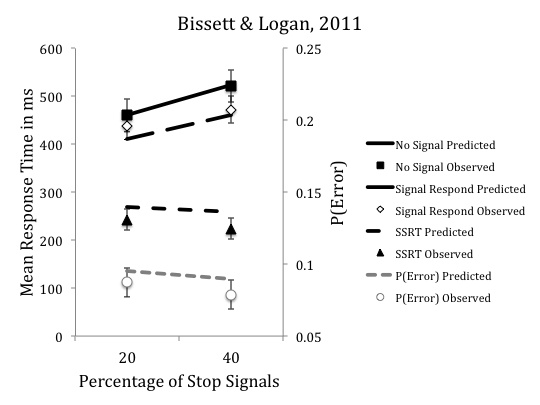 Bissett & Logan, 2011
600
500
400
300
200
100
0
Mean Response Time in ms
20
40
Percentage of Stop Signals
0.25
0.2
0.15
0.1
0.05
P(Error)
No Signal Predicted
No Signal Observed
Signal Respond Predicted
Signal Respond Observed
SSRT Predicted
SSRT Observed
P(Error) Predicted
P(Error) Observed